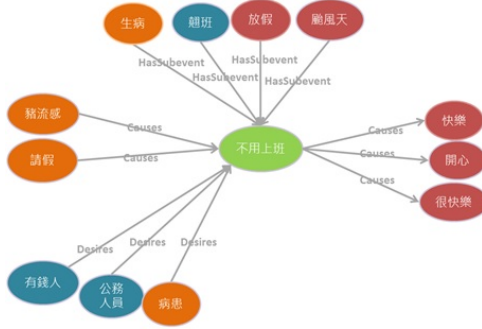 生病
翹班
放假
颱風天
HasSubevent
HasSubevent
HasSubevent
HasSubevent
豬流感
Causes
請假
Causes
不用上班
Causes
快樂
Causes
開心
Causes
很快樂
Desires
Desires
Desires
有錢人
公務
人員
病患